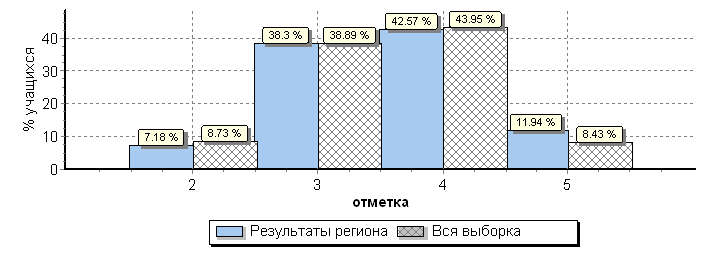 42.57 % 43.95 %
38.3 % 38.89 %
11.94 % 8.43 %
7.18 % 8.73 %
% учащихся
40
30
20
10
0
2 3 4 5
отметка
Результаты региона Вся выборка